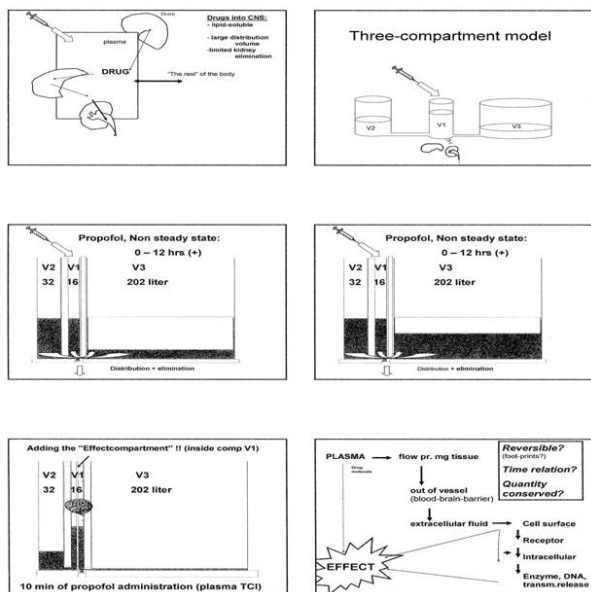 Brain
Drugs into CNS:
- lipid-soluble
- large distribution
volume
-limited kidney
elimination
plasma
DRUG
"The rest" of the body
Three-compartment model
V2
V1
V3
Propofol, Non steady state:
0 – 12 hrs (+)
V2 V1 V3
32 16 202 liter
Distribution + elimination
Propofol, Non steady state:
0 – 12 hrs (+)
V2 V1 V3
32 16 202 liter
Distribution + elimination
Adding the "Effectcompartment" !! (inside comp V1)
V2 V1 V3
32 16 202 liter
10 min of propofol administration (plasma TCI)
Reversible?
(foot-prints?)
Time relation?
Quantity
conserved?
PLASMA
flow pr. mg tissue
Drug
molecule
out of vessel
(blood-brain-barrier)
extracellular fluid
Cell surface
Receptor
Intracellular
EFFECT
Enzyme, DNA,
transm.release